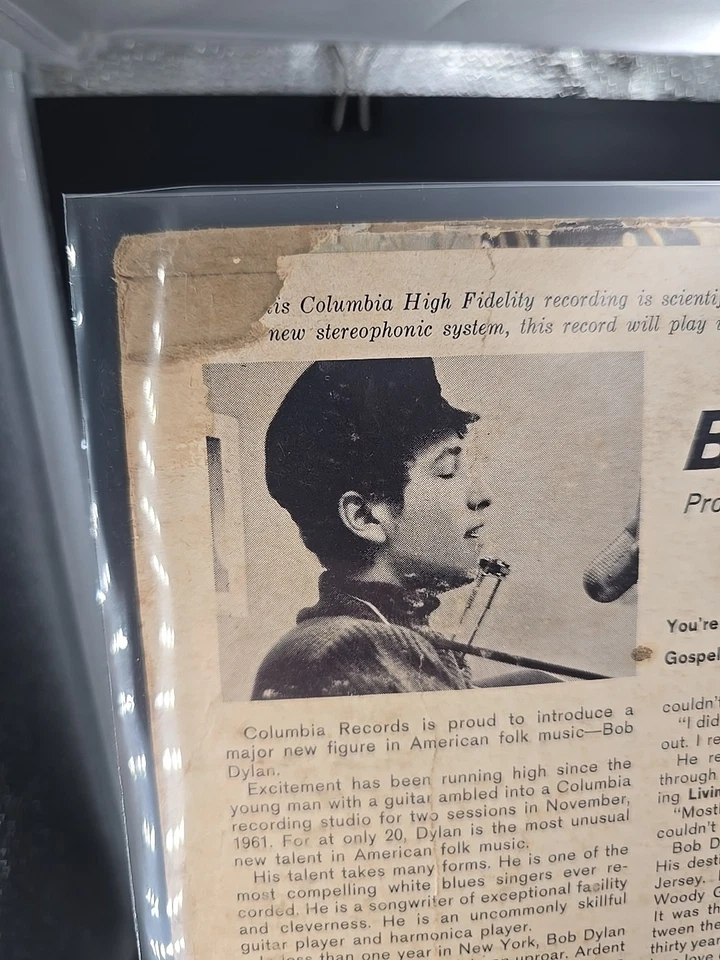 is Columbia High Fidelity recording is scientif
new stereophonic system, this record will play
B
Pro
You're
Gospel
Columbia Records is proud to introduce a
major new figure in American folk music—Bob
Dylan.
Excitement has been running high since the
young man with a guitar ambled into a Columbia
recording studio for two sessions in November,
1961. For at only 20, Dylan is the most unusual
new talent in American folk music.
His talent takes many forms. He is one of the
most compelling white blues singers ever re-
corded. He is a songwriter of exceptional facility
and cleverness. He is an uncommonly skillful
guitar player and harmonica player.
less than one year in New York, Bob Dylan
uproar. Ardent
couldn't
"I did
out. I re
He re
through
ing Livin
"Mostl
couldn't
Bob D
His dest
Jersey.
Woody G
It was th
tween the
thirty year